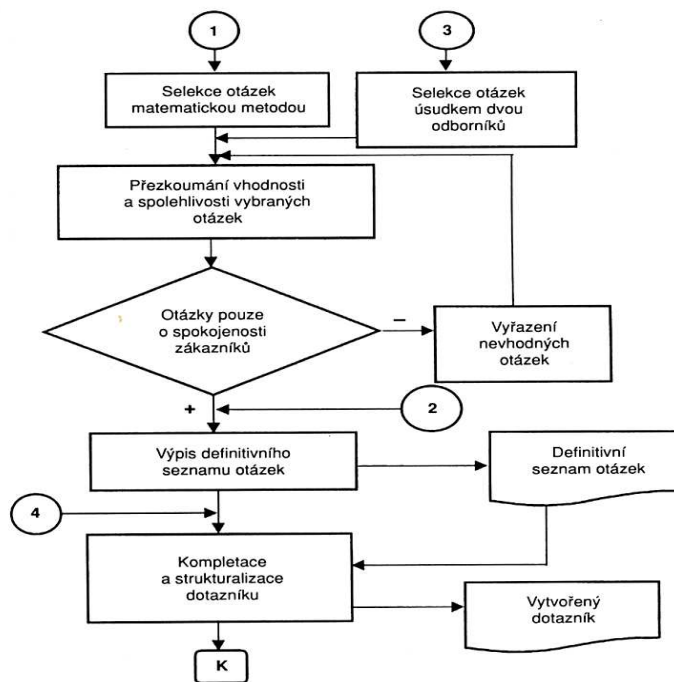 1
3
Selekce otázek
matematickou metodou
Selekce otázek
úsudkem dvou
odborníků
Přezkoumání vhodnosti
a spolehlivosti vybraných
otázek
Otázky pouze
o spokojenosti
zákazníků
–
Vyřazení
nevhodných
otázek
+
2
Výpis definitivního
seznamu otázek
Definitivní
seznam otázek
4
Kompletace
a strukturalizace
dotazníku
Vytvořený
dotazník
K